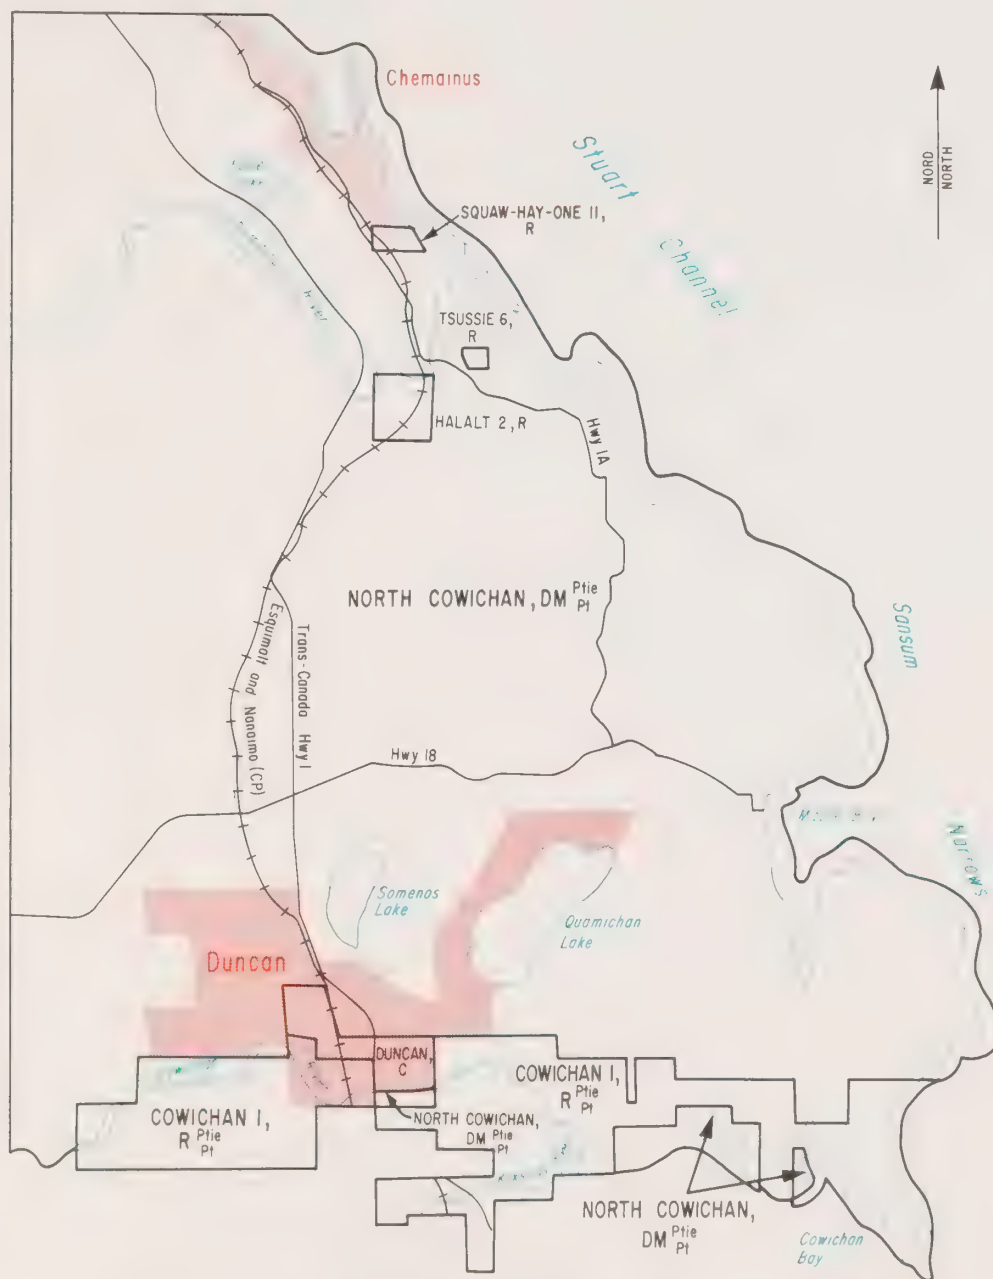 Chemainus
NORD
NORTH
Stuart
Channel
SQUAW-HAY-ONE 11,
R
River
TSUSSIE 6,
R
HALALT 2, R
Hwy 1A
NORTH COWICHAN, DM Ptie
Pt
Sansum
Narrows
Esquimalt and Nanaimo (CP)
Trans-Canada Hwy 1
Hwy 18
Somenos
Lake
Quamichan
Lake
Duncan
DUNCAN,
C
COWICHAN 1,
R Ptie
Pt
COWICHAN 1,
R Ptie
Pt
NORTH COWICHAN,
DM Ptie
Pt
NORTH COWICHAN,
DM Ptie
Pt
Cowichan
Bay